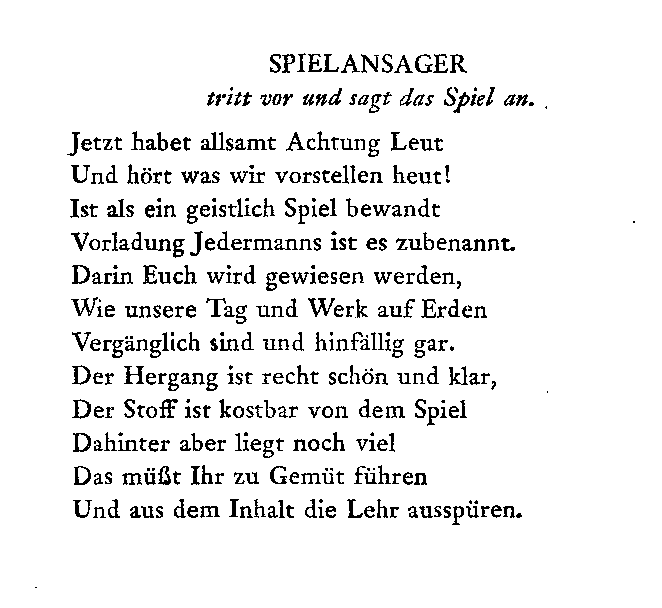 SPIELANSAGER
tritt vor und sagt das Spiel an.
Jetzt habet allsamt Achtung Leut
Und hört was wir vorstellen heut!
Ist als ein geistlich Spiel bewandt
Vorladung Jedermanns ist es zubenannt.
Darin Euch wird gewiesen werden,
Wie unsere Tag und Werk auf Erden
Vergänglich sind und hinfällig gar.
Der Hergang ist recht schön und klar,
Der Stoff ist kostbar von dem Spiel
Dahinter aber liegt noch viel
Das müßt Ihr zu Gemüt führen
Und aus dem Inhalt die Lehr ausspüren.